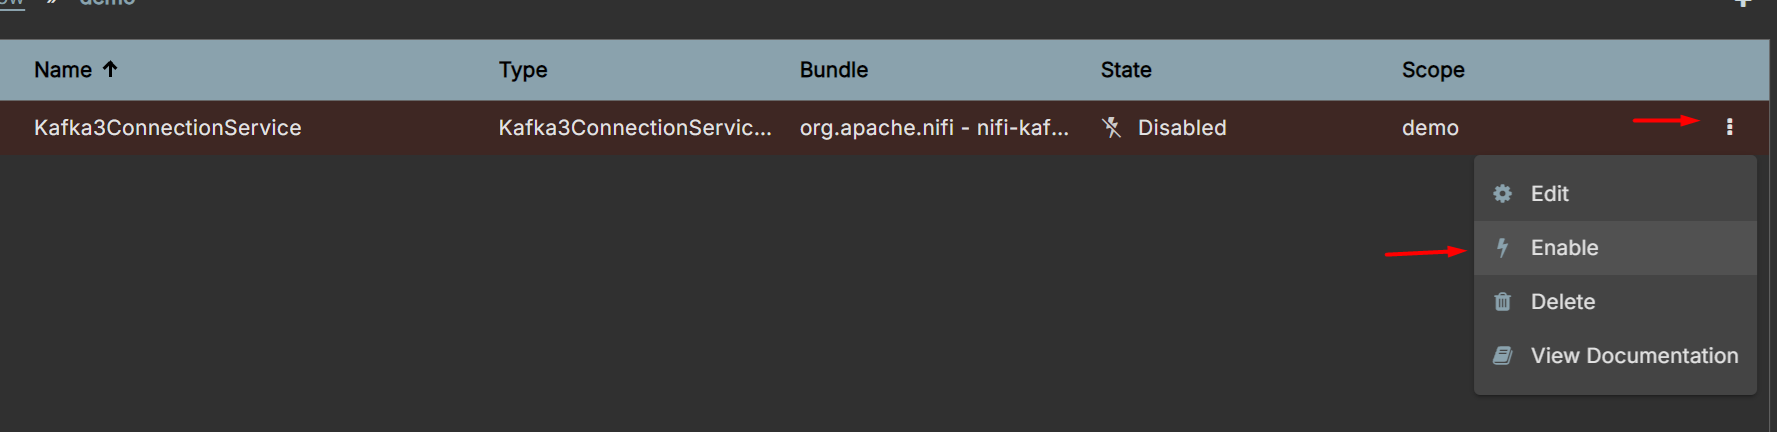 » demo
Name Type Bundle State Scope
Kafka3ConnectionService Kafka3ConnectionServic... org.apache.nifi - nifi-kaf... Disabled demo
Edit
Enable
Delete
View Documentation